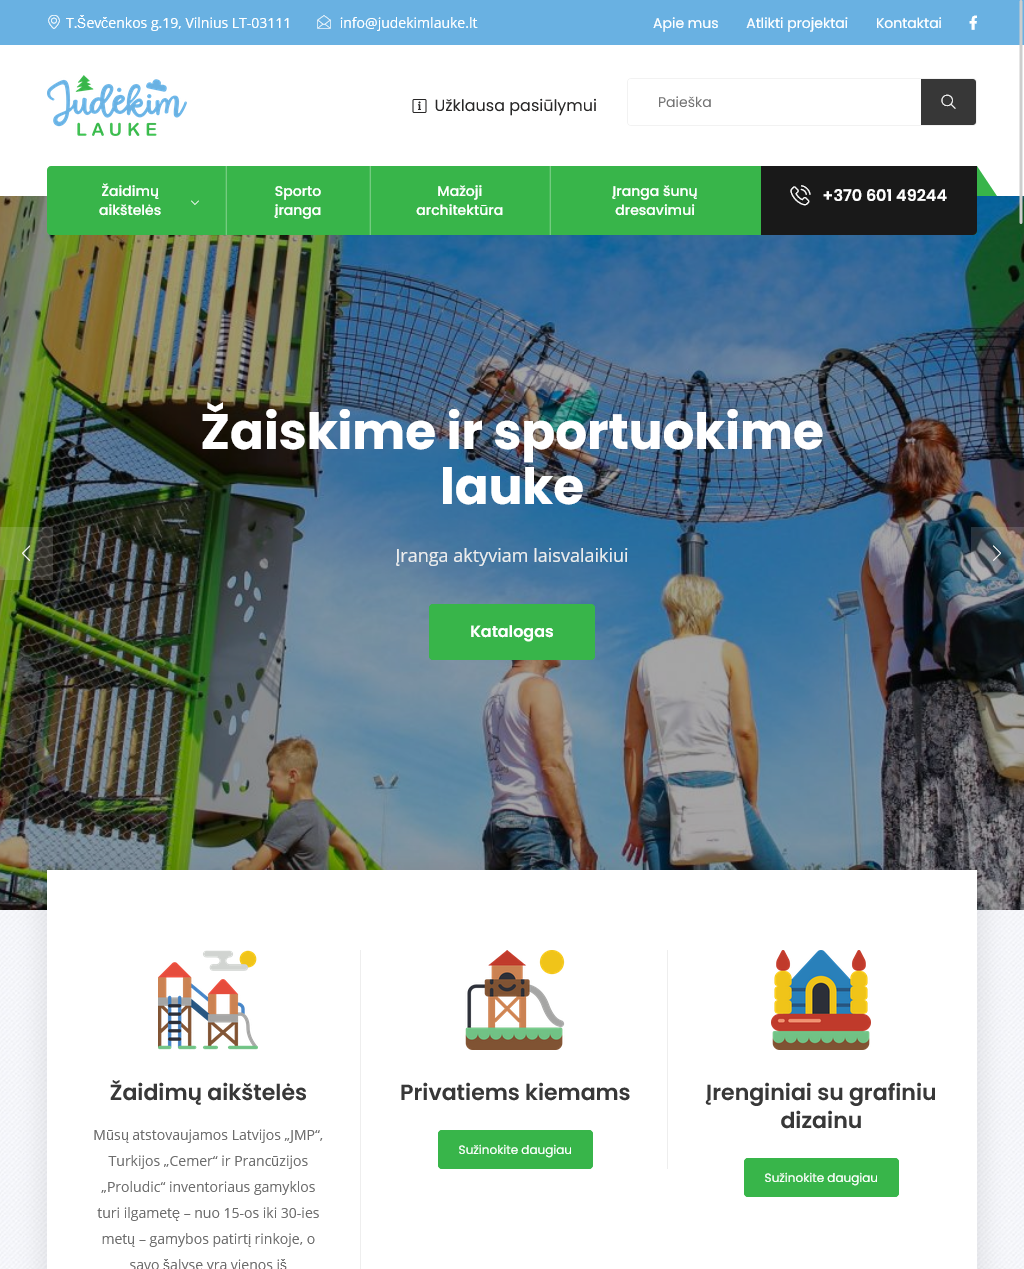 T.Ševčenkos g.19, Vilnius LT-03111
info@judekimlauke.lt
Apie mus
Atlikti projektai
Kontaktai
Judėkim
LAUKE
Užklausa pasiūlymui
Paieška
Žaidimų
aikštelės
Sporto
įranga
Mažoji
architektūra
Įranga šunų
dresavimui
+370 601 49244
Žaiskime ir sportuokime
lauke
Įranga aktyviam laisvalaikiui
Katalogas
Žaidimų aikštelės
Mūsų atstovaujamos Latvijos „JMP“,
Turkijos „Cemer“ ir Prancūzijos
„Proludic“ inventoriaus gamyklos
turi ilgametę – nuo 15-os iki 30-ies
metų – gamybos patirtį rinkoje, o
savo šalyse yra vienos iš
Privatiems kiemams
Sužinokite daugiau
Įrenginiai su grafiniu
dizainu
Sužinokite daugiau